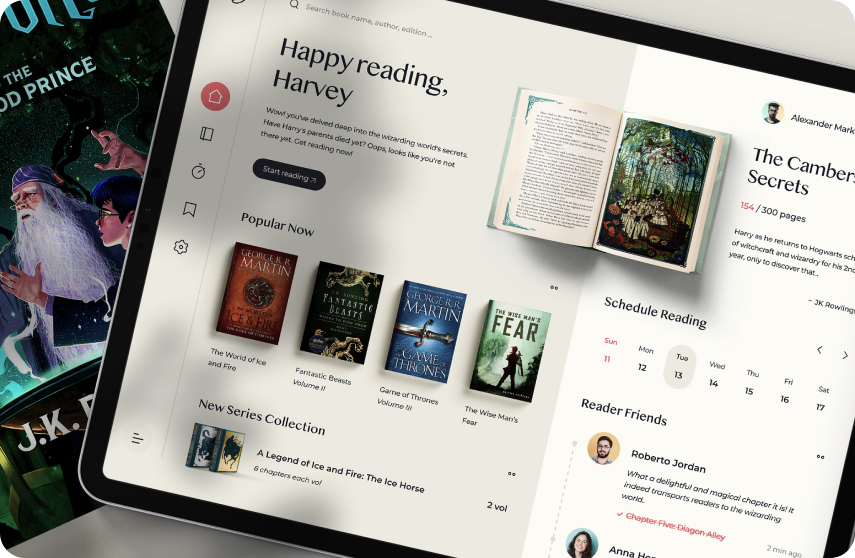 THE
OD PRINCE
J.K.
Search book name, author, edition ...
Happy reading,
Harvey
Wow! you've delved deep into the wizarding world's secrets.
Have Harry's parents died yet? Oops, looks like you're not
there yet. Get reading now!
Start reading
Popular Now
GEORGE R.R.
MARTIN
ICE & FIRE
The World of Ice
and Fire
FANTASTIC
BEASTS
Fantastic Beasts
Volume II
GEORGE R.R.
MARTIN
A GAME OF
THRONES
Game of Thrones
Volume III
THE WISE MAN'S
FEAR
The Wise Man's
Fear
New Series Collection
A Legend of Ice and Fire: The Ice Horse
8 chapters each vol
2 vol
Alexander Mark
The Cambers
Secrets
154 / 300 pages
Harry as he returns to Hogwarts sch
of witchcraft and wizardry for his 2nd
year, only to discover that..
- JK Rowling
Schedule Reading
Sun Mon Tue Wed Thu Fri Sat
11 12 13 14 15 16 17
Reader Friends
Roberto Jordan
What a delightful and magical chapter it is! It
indeed transports readers to the wizarding
world..
Chapter Five: Diagon Alley
2 min ago
Anna He